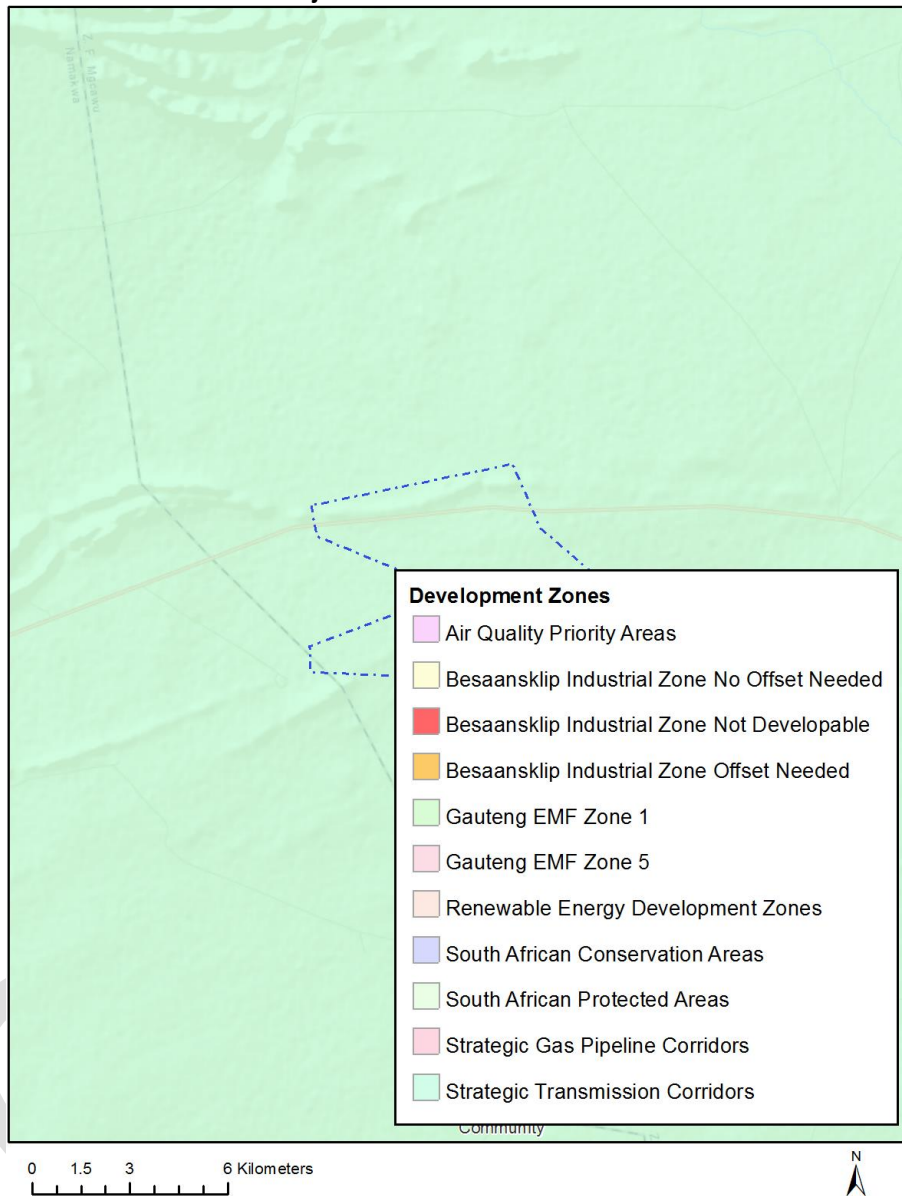 Z F Mgcawu
Namakwa
Development Zones
Air Quality Priority Areas
Besaansklip Industrial Zone No Offset Needed
Besaansklip Industrial Zone Not Developable
Besaansklip Industrial Zone Offset Needed
Gauteng EMF Zone 1
Gauteng EMF Zone 5
Renewable Energy Development Zones
South African Conservation Areas
South African Protected Areas
Strategic Gas Pipeline Corridors
Strategic Transmission Corridors
Community
0 1.5 3 6 Kilometers
N